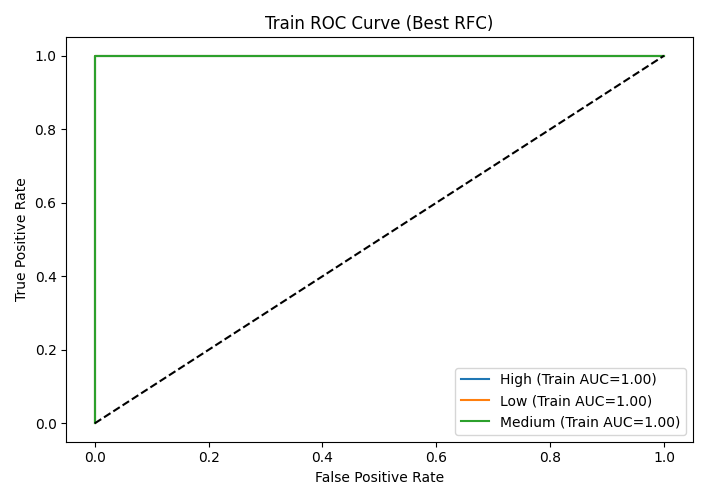 Train ROC Curve (Best RFC)
True Positive Rate
1.0
0.8
0.6
0.4
0.2
0.0
High (Train AUC=1.00)
Low (Train AUC=1.00)
Medium (Train AUC=1.00)
0.0 0.2 0.4 0.6 0.8 1.0
False Positive Rate